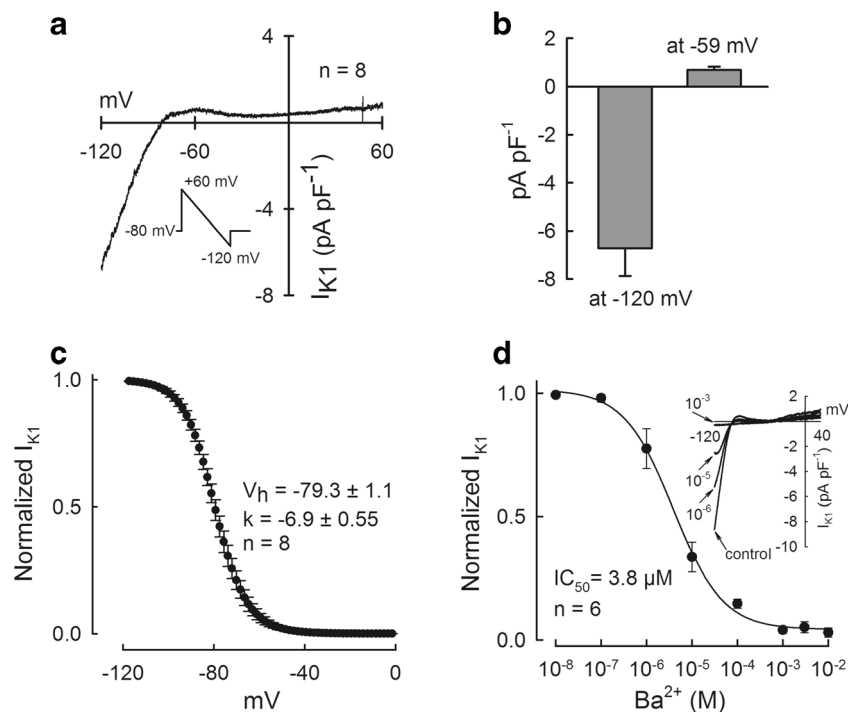 a
4
n = 8
mV
-120
-60
60
-4
-8
I_K1 (pA pF⁻¹)
+60 mV
-80 mV
-120 mV
b
2
0
-2
-4
-6
-8
pA pF⁻¹
at -59 mV
at -120 mV
c
1.0
0.5
0.0
Normalized I_K1
V_h = -79.3 ± 1.1
k = -6.9 ± 0.55
n = 8
-120
-80
-40
0
mV
d
1.0
0.5
0.0
Normalized I_K1
IC₅₀= 3.8 µM
n = 6
10⁻⁸
10⁻⁷
10⁻⁶
10⁻⁵
10⁻⁴
10⁻³
10⁻²
Ba²⁺ (M)
10⁻³
-120
10⁻⁵
10⁻⁶
control
2
mV
40
-2
-4
-6
-8
-10
I_K1 (pA pF⁻¹)